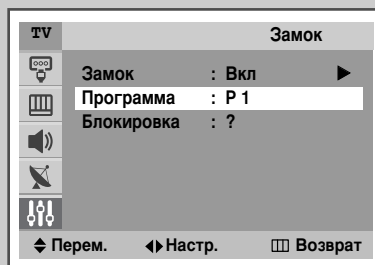 TV Замок
Замок : Вкл ▶
Программа : P 1
Блокировка : ?
Перем. Настр. Возврат